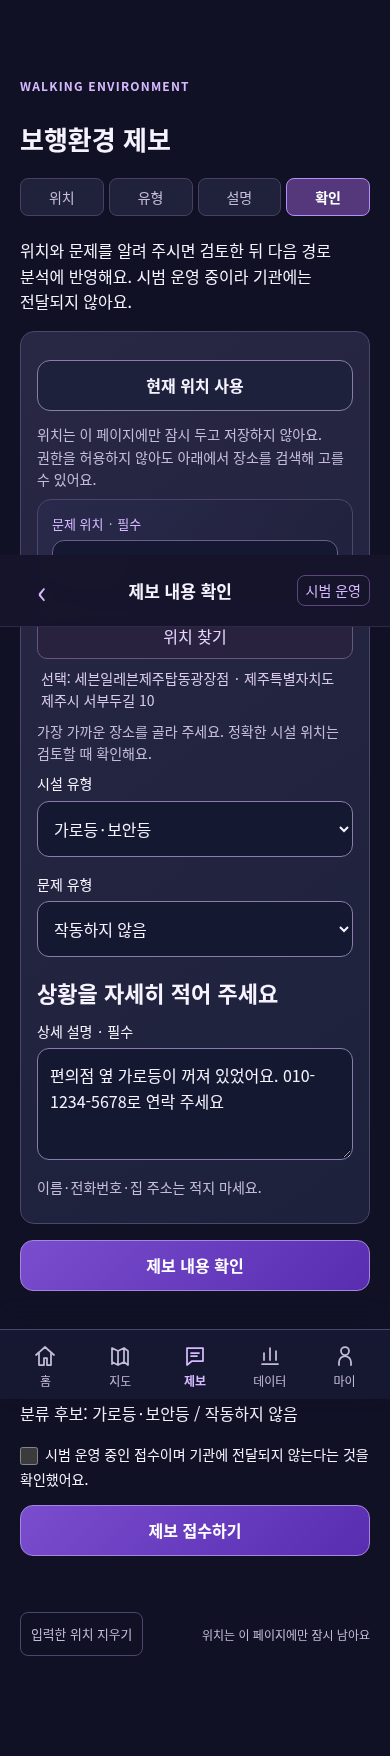 WALKING ENVIRONMENT
보행환경 제보
위치
유형
설명
확인
위치와 문제를 알려 주시면 검토한 뒤 다음 경로
분석에 반영해요. 시범 운영 중이라 기관에는
전달되지 않아요.
현재 위치 사용
위치는 이 페이지에만 잠시 두고 저장하지 않아요.
권한을 허용하지 않아도 아래에서 장소를 검색해 고를
수 있어요.
문제 위치 · 필수
‹
제보 내용 확인
시범 운영
위치 찾기
선택: 세븐일레븐제주탑동광장점 · 제주특별자치도
제주시 서부두길 10
가장 가까운 장소를 골라 주세요. 정확한 시설 위치는
검토할 때 확인해요.
시설 유형
가로등·보안등
문제 유형
작동하지 않음
상황을 자세히 적어 주세요
상세 설명 · 필수
편의점 옆 가로등이 꺼져 있었어요. 010-
1234-5678로 연락 주세요
이름·전화번호·집 주소는 적지 마세요.
제보 내용 확인
홈
지도
제보
데이터
마이
분류 후보: 가로등·보안등 / 작동하지 않음
시범 운영 중인 접수이며 기관에 전달되지 않는다는 것을
확인했어요.
제보 접수하기
입력한 위치 지우기
위치는 이 페이지에만 잠시 남아요